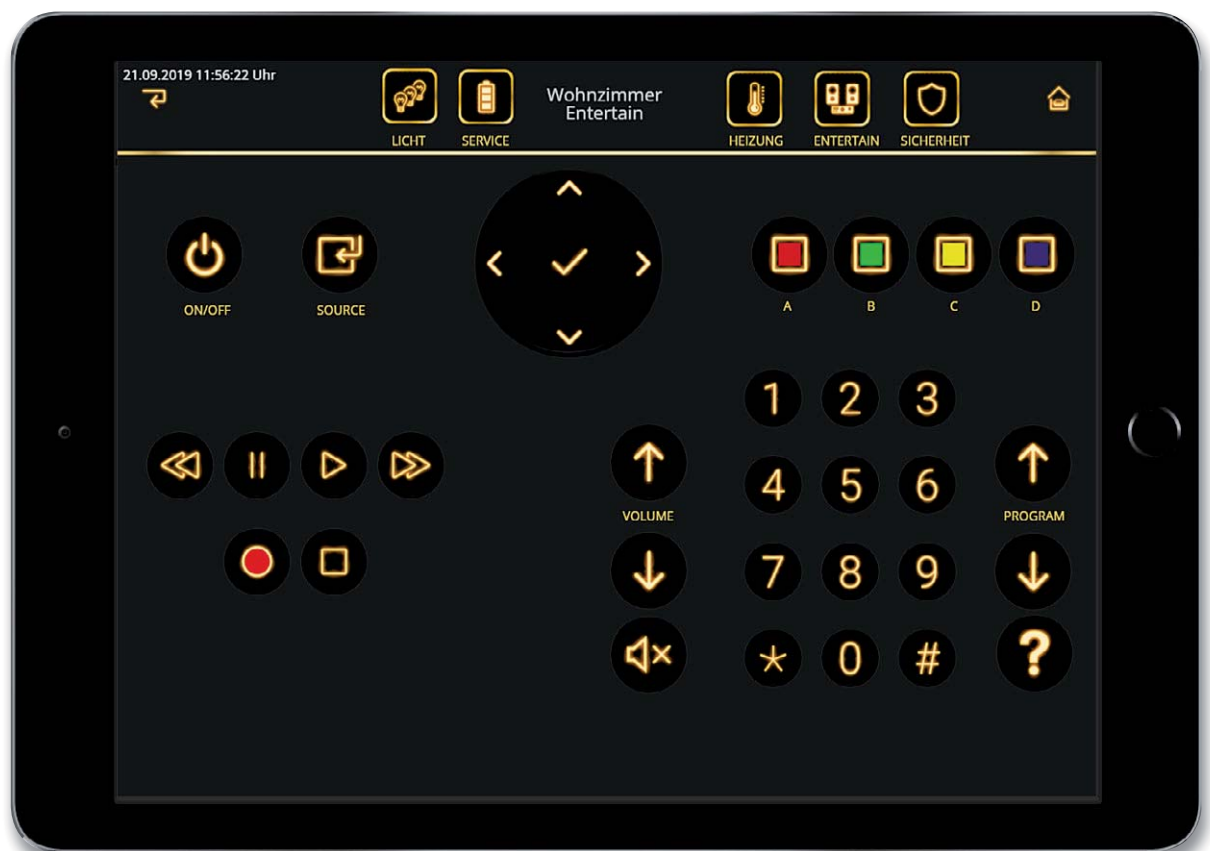 21.09.2019 11:56:22 Uhr
LICHT
SERVICE
Wohnzimmer
Entertain
HEIZUNG
ENTERTAIN
SICHERHEIT
ON/OFF
SOURCE
A
B
C
D
1 2 3
4 5 6
VOLUME
PROGRAM
7 8 9
* 0 #
?